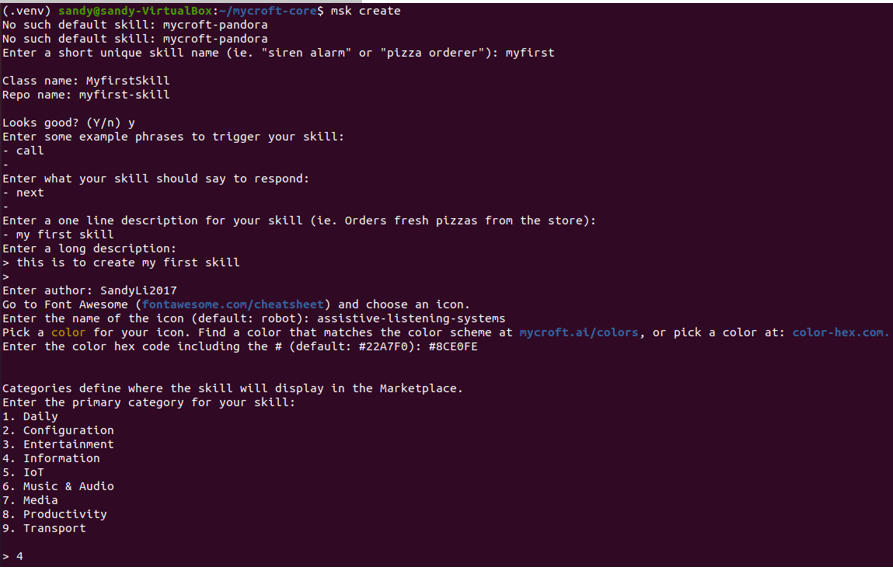 (.venv) sandy@sandy-VirtualBox:~/mycroft-core$ msk create
No such default skill: mycroft-pandora
No such default skill: mycroft-pandora
Enter a short unique skill name (ie. "siren alarm" or "pizza orderer"): myfirst
Class name: MyfirstSkill
Repo name: myfirst-skill
Looks good? (Y/n) y
Enter some example phrases to trigger your skill:
- call
-
Enter what your skill should say to respond:
- next
-
Enter a one line description for your skill (ie. Orders fresh pizzas from the store):
- my first skill
Enter a long description:
> this is to create my first skill
>
Enter author: SandyLi2017
Go to Font Awesome (fontawesome.com/cheatsheet) and choose an icon.
Enter the name of the icon (default: robot): assistive-listening-systems
Pick a color for your icon. Find a color that matches the color scheme at mycroft.ai/colors, or pick a color at: color-hex.com.
Enter the color hex code including the # (default: #22A7F0): #8CE0FE
Categories define where the skill will display in the Marketplace.
Enter the primary category for your skill:
1. Daily
2. Configuration
3. Entertainment
4. Information
5. IoT
6. Music & Audio
7. Media
8. Productivity
9. Transport
> 4